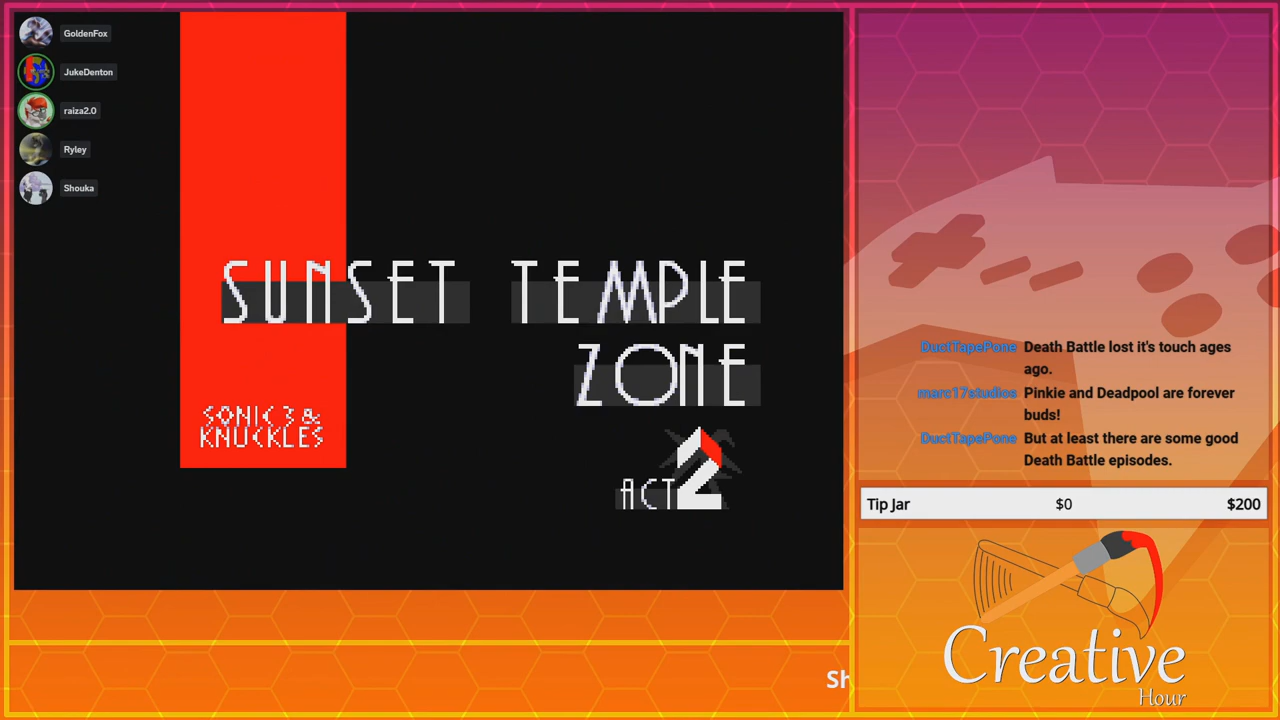 GoldenFox
JukeDenton
raiza2.0
Ryley
Shouka
SUNSET TEMPLE
ZONE
SONIC 3 &
KNUCKLES
ACT 2
DuctTapePone Death Battle lost it's touch ages
ago.
marc17studios Pinkie and Deadpool are forever
buds!
DuctTapePone But at least there are some good
Death Battle episodes.
Tip Jar $0 $200
Creative
Hour
Sh